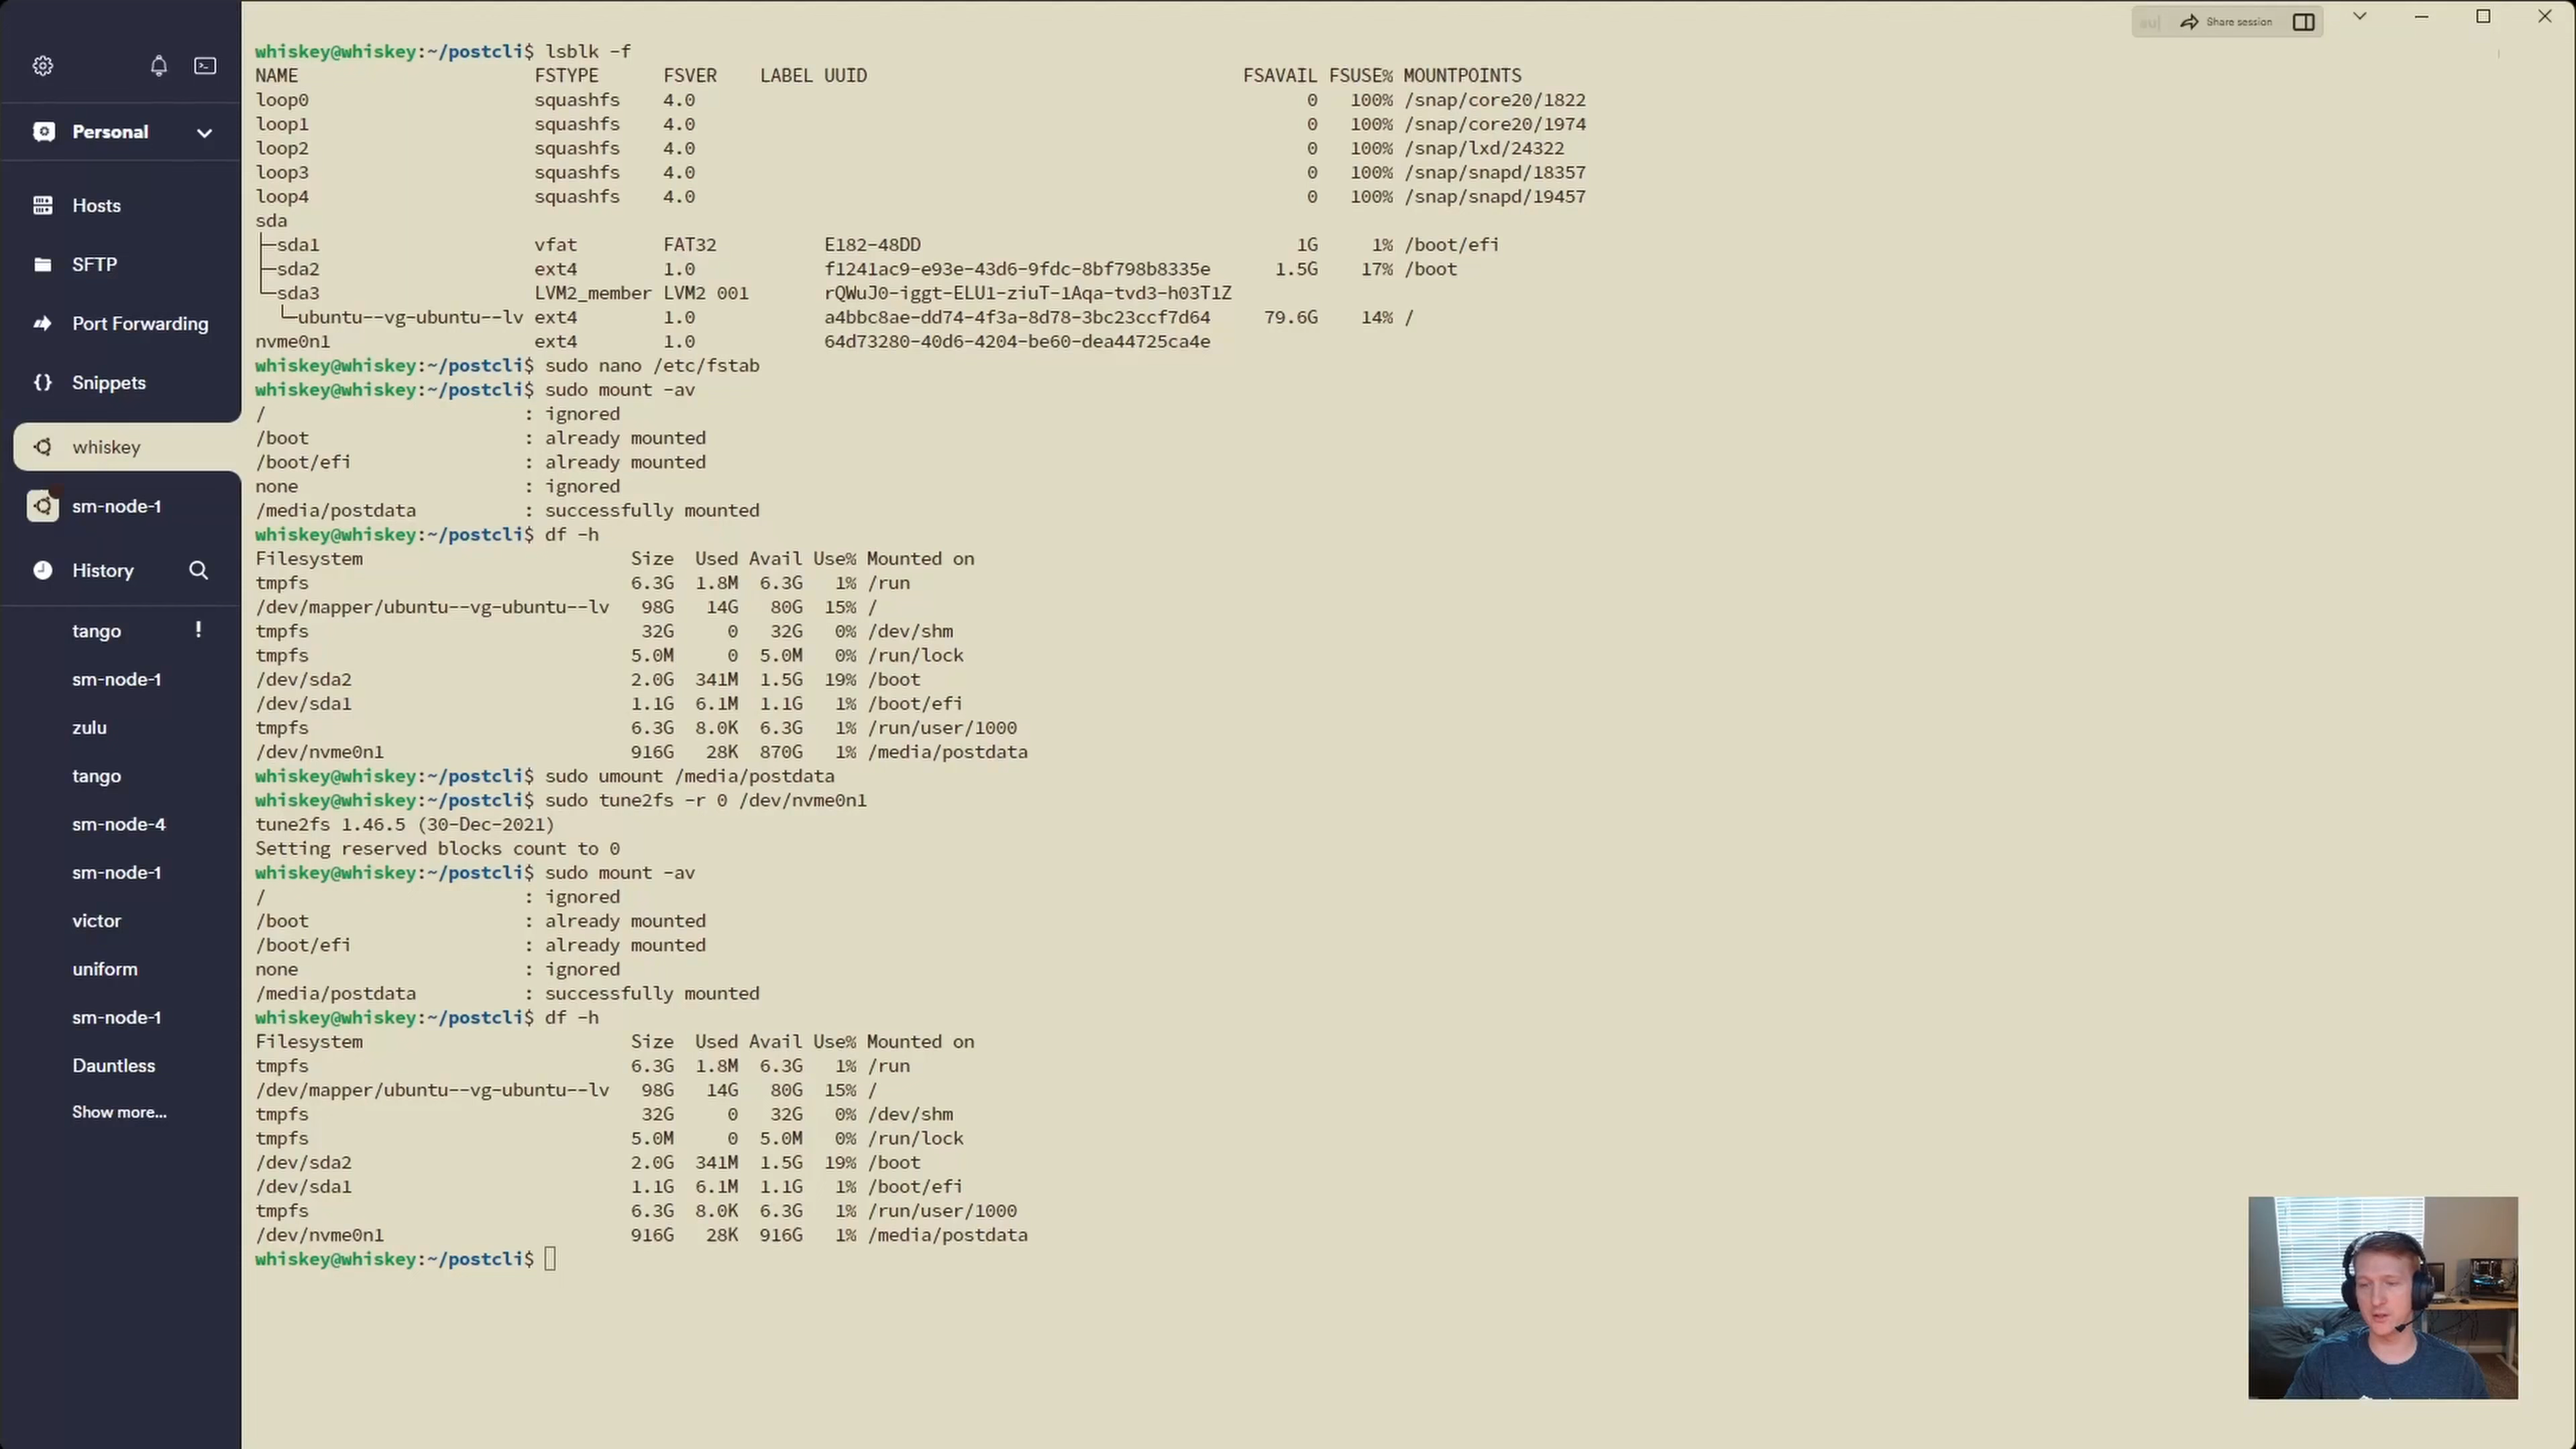 Share session
Personal
Hosts
SFTP
Port Forwarding
{} Snippets
whiskey
sm-node-1
History
tango !
sm-node-1
zulu
tango
sm-node-4
sm-node-1
victor
uniform
sm-node-1
Dauntless
Show more...
whiskey@whiskey:~/postcli$ lsblk -f
NAME FSTYPE FSVER LABEL UUID FSAVAIL FSUSE% MOUNTPOINTS
loop0 squashfs 4.0 0 100% /snap/core20/1822
loop1 squashfs 4.0 0 100% /snap/core20/1974
loop2 squashfs 4.0 0 100% /snap/lxd/24322
loop3 squashfs 4.0 0 100% /snap/snapd/18357
loop4 squashfs 4.0 0 100% /snap/snapd/19457
sda
├─sda1 vfat FAT32 E182-48DD 1G 1% /boot/efi
├─sda2 ext4 1.0 f1241ac9-e93e-43d6-9fdc-8bf798b8335e 1.5G 17% /boot
└─sda3 LVM2_member LVM2 001 rQWuJ0-iggt-ELU1-ziuT-1Aqa-tvd3-h03T1Z
└─ubuntu--vg-ubuntu--lv ext4 1.0 a4bbc8ae-dd74-4f3a-8d78-3bc23ccf7d64 79.6G 14% /
nvme0n1 ext4 1.0 64d73280-40d6-4204-be60-dea44725ca4e
whiskey@whiskey:~/postcli$ sudo nano /etc/fstab
whiskey@whiskey:~/postcli$ sudo mount -av
/ : ignored
/boot : already mounted
/boot/efi : already mounted
none : ignored
/media/postdata : successfully mounted
whiskey@whiskey:~/postcli$ df -h
Filesystem Size Used Avail Use% Mounted on
tmpfs 6.3G 1.8M 6.3G 1% /run
/dev/mapper/ubuntu--vg-ubuntu--lv 98G 14G 80G 15% /
tmpfs 32G 0 32G 0% /dev/shm
tmpfs 5.0M 0 5.0M 0% /run/lock
/dev/sda2 2.0G 341M 1.5G 19% /boot
/dev/sda1 1.1G 6.1M 1.1G 1% /boot/efi
tmpfs 6.3G 8.0K 6.3G 1% /run/user/1000
/dev/nvme0n1 916G 28K 870G 1% /media/postdata
whiskey@whiskey:~/postcli$ sudo umount /media/postdata
whiskey@whiskey:~/postcli$ sudo tune2fs -r 0 /dev/nvme0n1
tune2fs 1.46.5 (30-Dec-2021)
Setting reserved blocks count to 0
whiskey@whiskey:~/postcli$ sudo mount -av
/ : ignored
/boot : already mounted
/boot/efi : already mounted
none : ignored
/media/postdata : successfully mounted
whiskey@whiskey:~/postcli$ df -h
Filesystem Size Used Avail Use% Mounted on
tmpfs 6.3G 1.8M 6.3G 1% /run
/dev/mapper/ubuntu--vg-ubuntu--lv 98G 14G 80G 15% /
tmpfs 32G 0 32G 0% /dev/shm
tmpfs 5.0M 0 5.0M 0% /run/lock
/dev/sda2 2.0G 341M 1.5G 19% /boot
/dev/sda1 1.1G 6.1M 1.1G 1% /boot/efi
tmpfs 6.3G 8.0K 6.3G 1% /run/user/1000
/dev/nvme0n1 916G 28K 916G 1% /media/postdata
whiskey@whiskey:~/postcli$